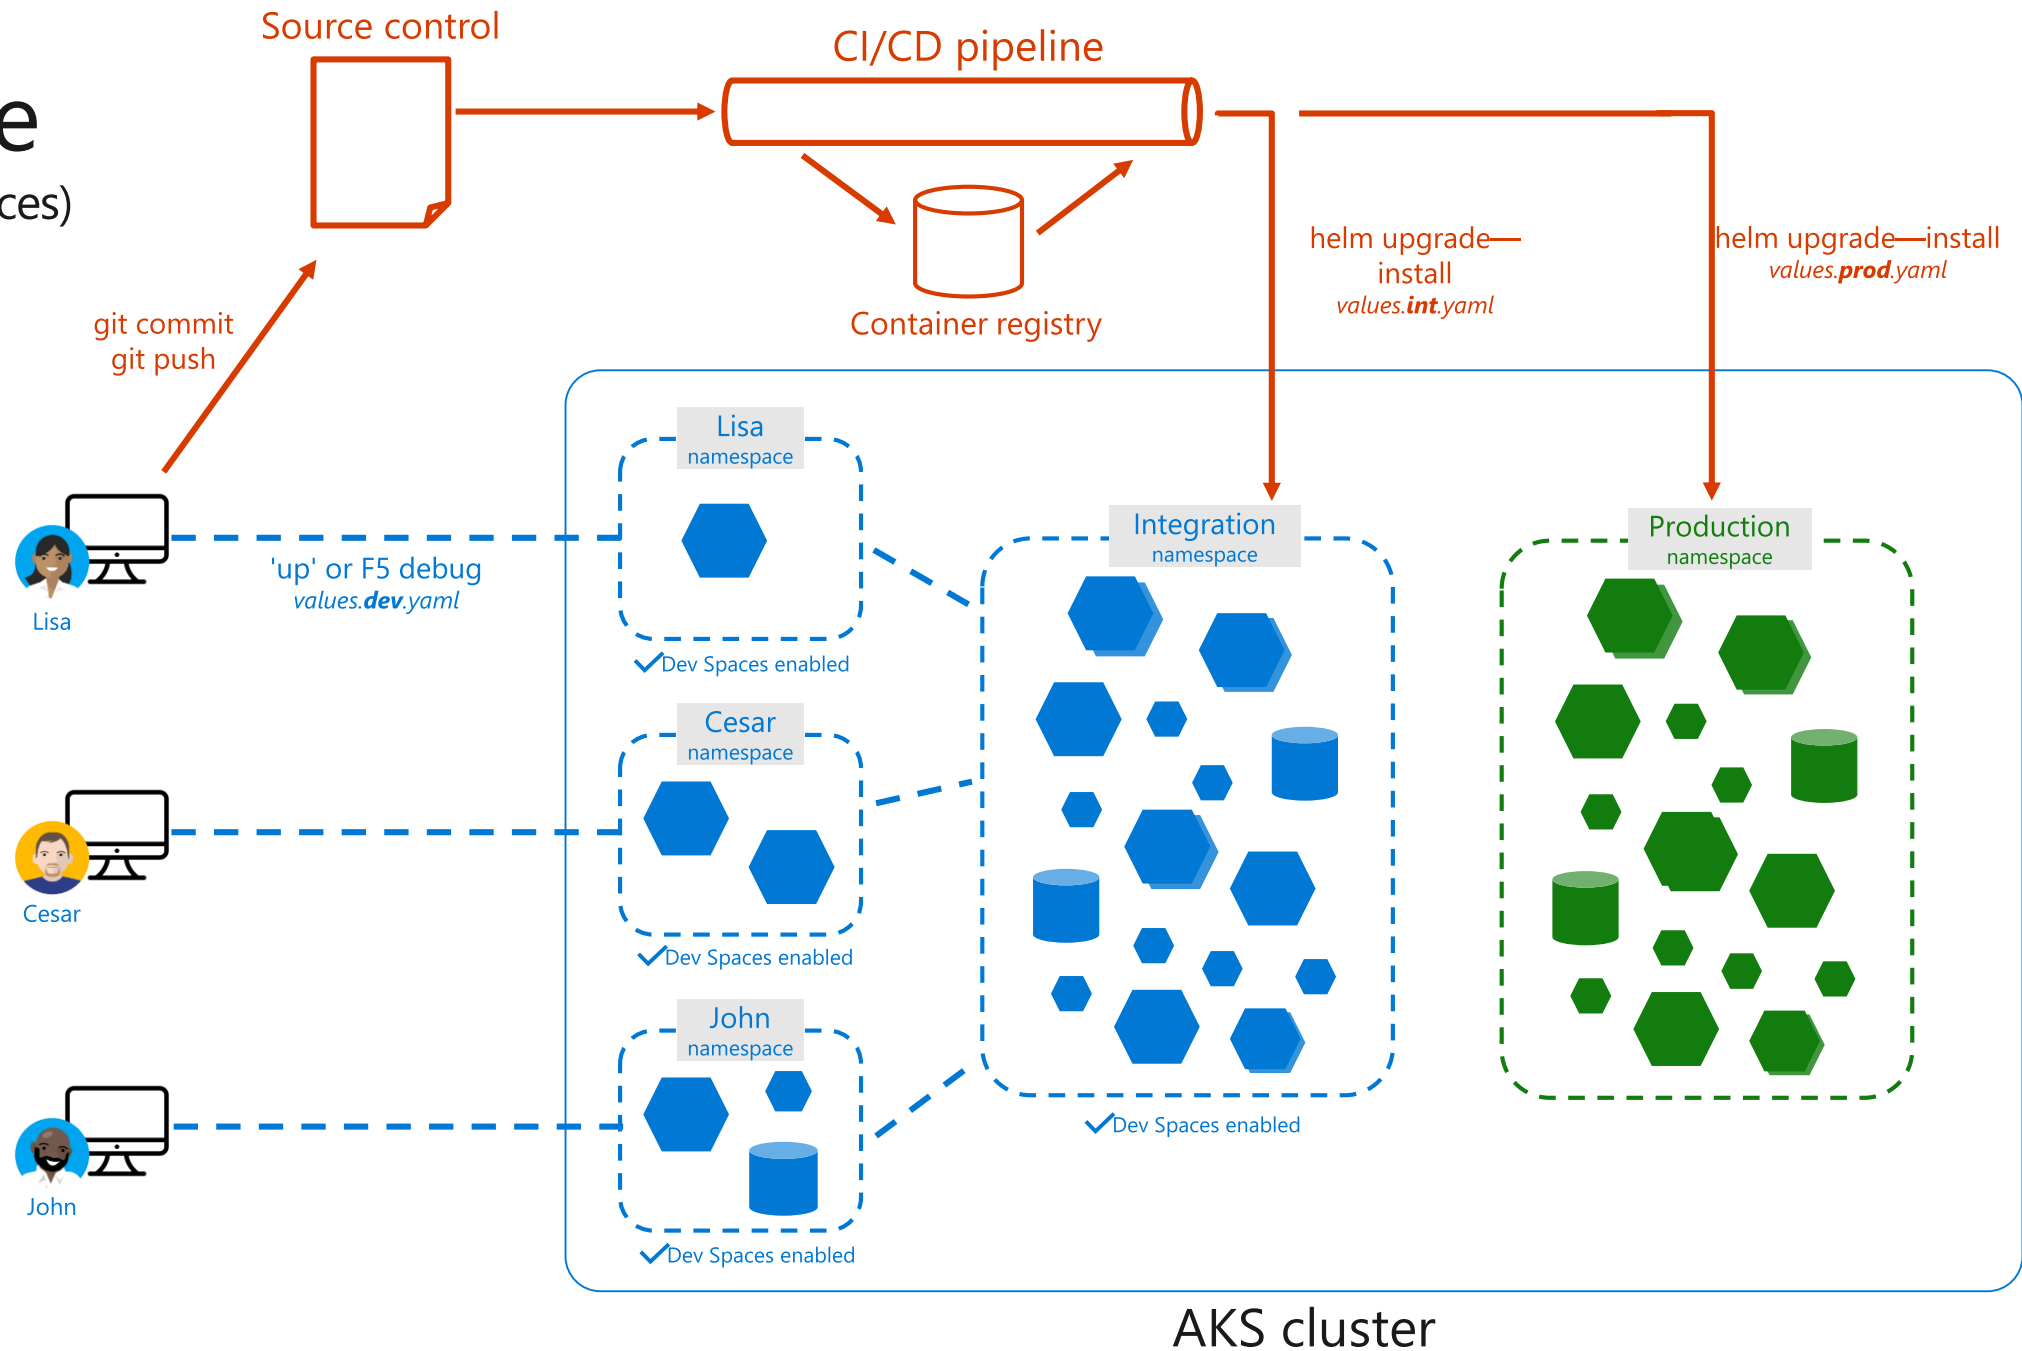 Source control
CI/CD pipeline
e
ces)
git commit
git push
Container registry
helm upgrade—
install
values.int.yaml
helm upgrade—install
values.prod.yaml
Lisa
namespace
Integration
namespace
Production
namespace
'up' or F5 debug
values.dev.yaml
Lisa
Dev Spaces enabled
Cesar
namespace
Cesar
Dev Spaces enabled
John
namespace
Dev Spaces enabled
John
Dev Spaces enabled
AKS cluster